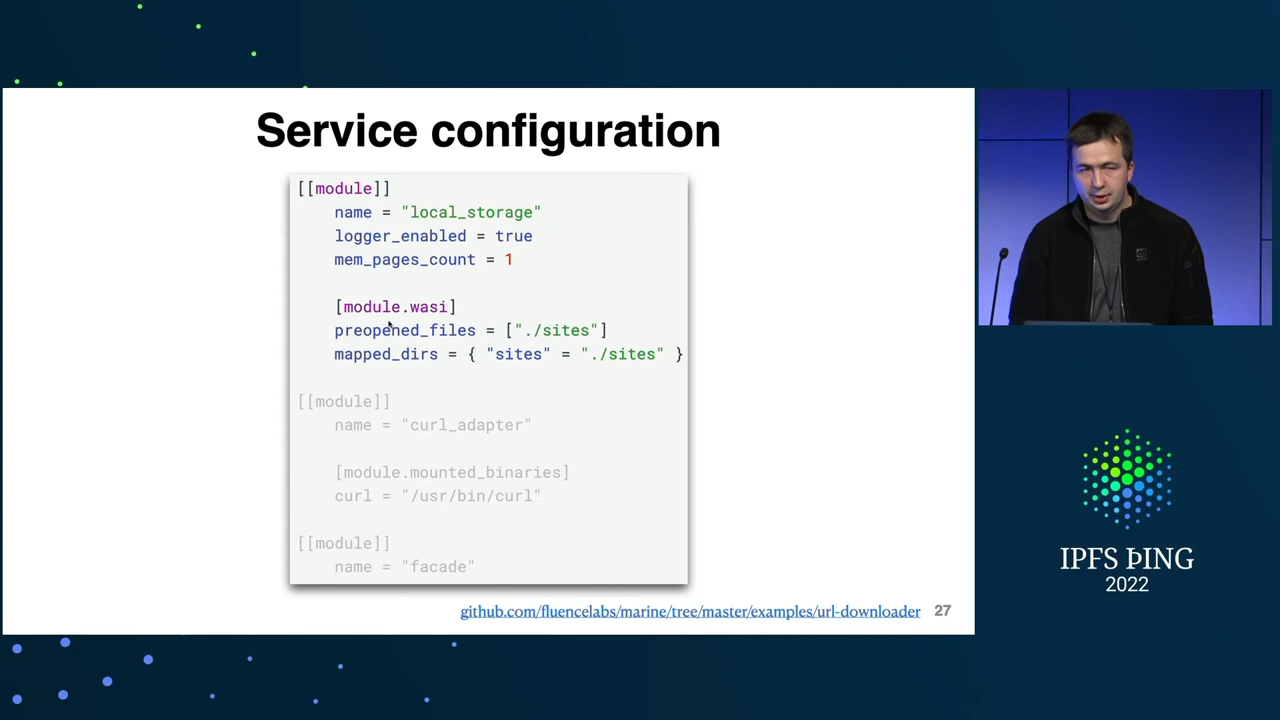 Service configuration
[[module]]
name = "local_storage"
logger_enabled = true
mem_pages_count = 1
[module.wasi]
preopened_files = ["./sites"]
mapped_dirs = { "sites" = "./sites" }
[[module]]
name = "curl_adapter"
[module.mounted_binaries]
curl = "/usr/bin/curl"
[[module]]
name = "facade"
github.com/fluencelabs/marine/tree/master/examples/url-downloader 27
IPFS ÞING
2022